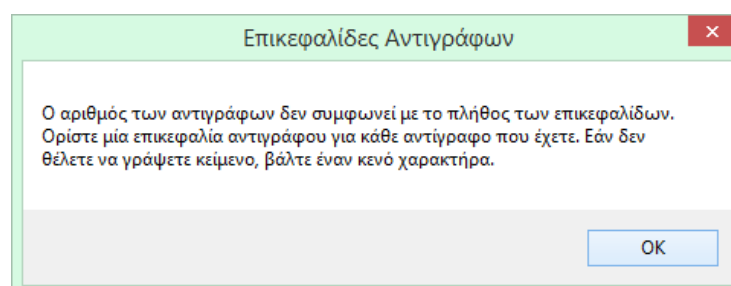 Επικεφαλίδες Αντιγράφων
Ο αριθμός των αντιγράφων δεν συμφωνεί με το πλήθος των επικεφαλίδων.
Ορίστε μία επικεφαλία αντιγράφου για κάθε αντίγραφο που έχετε. Εάν δεν
θέλετε να γράψετε κείμενο, βάλτε έναν κενό χαρακτήρα.
OK